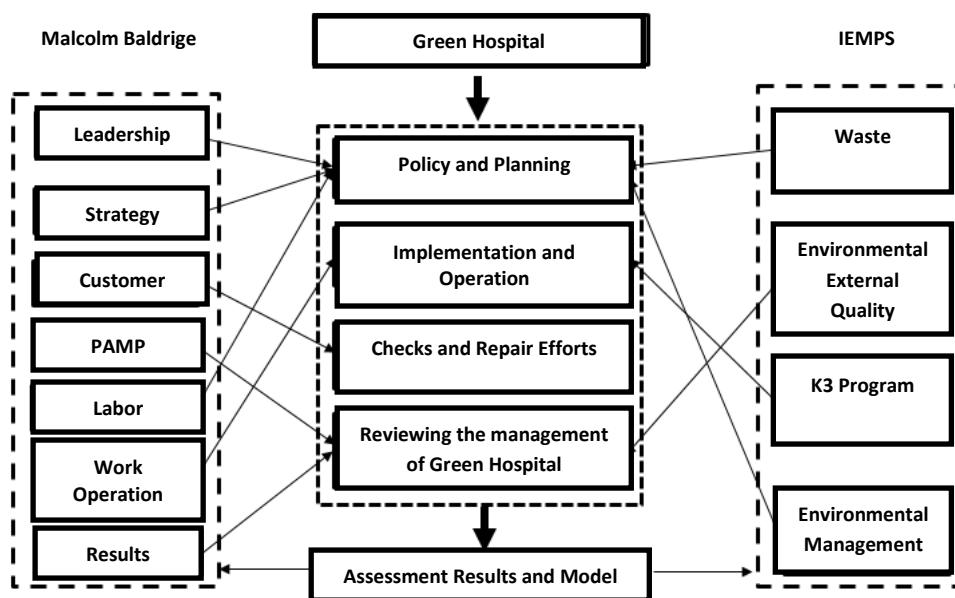 Malcolm Baldrige
Leadership
Strategy
Customer
PAMP
Labor
Work
Operation
Results
Green Hospital
Policy and Planning
Implementation and
Operation
Checks and Repair Efforts
Reviewing the management
of Green Hospital
Assessment Results and Model
IEMPS
Waste
Environmental
External
Quality
K3 Program
Environmental
Management